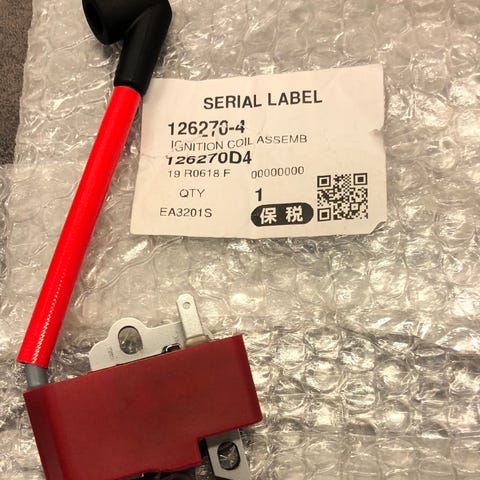 SERIAL LABEL
126270-4
IGNITION COIL ASSEMB
126270D4
19 R0618 F 00000000
QTY 1
EA3201S 保税